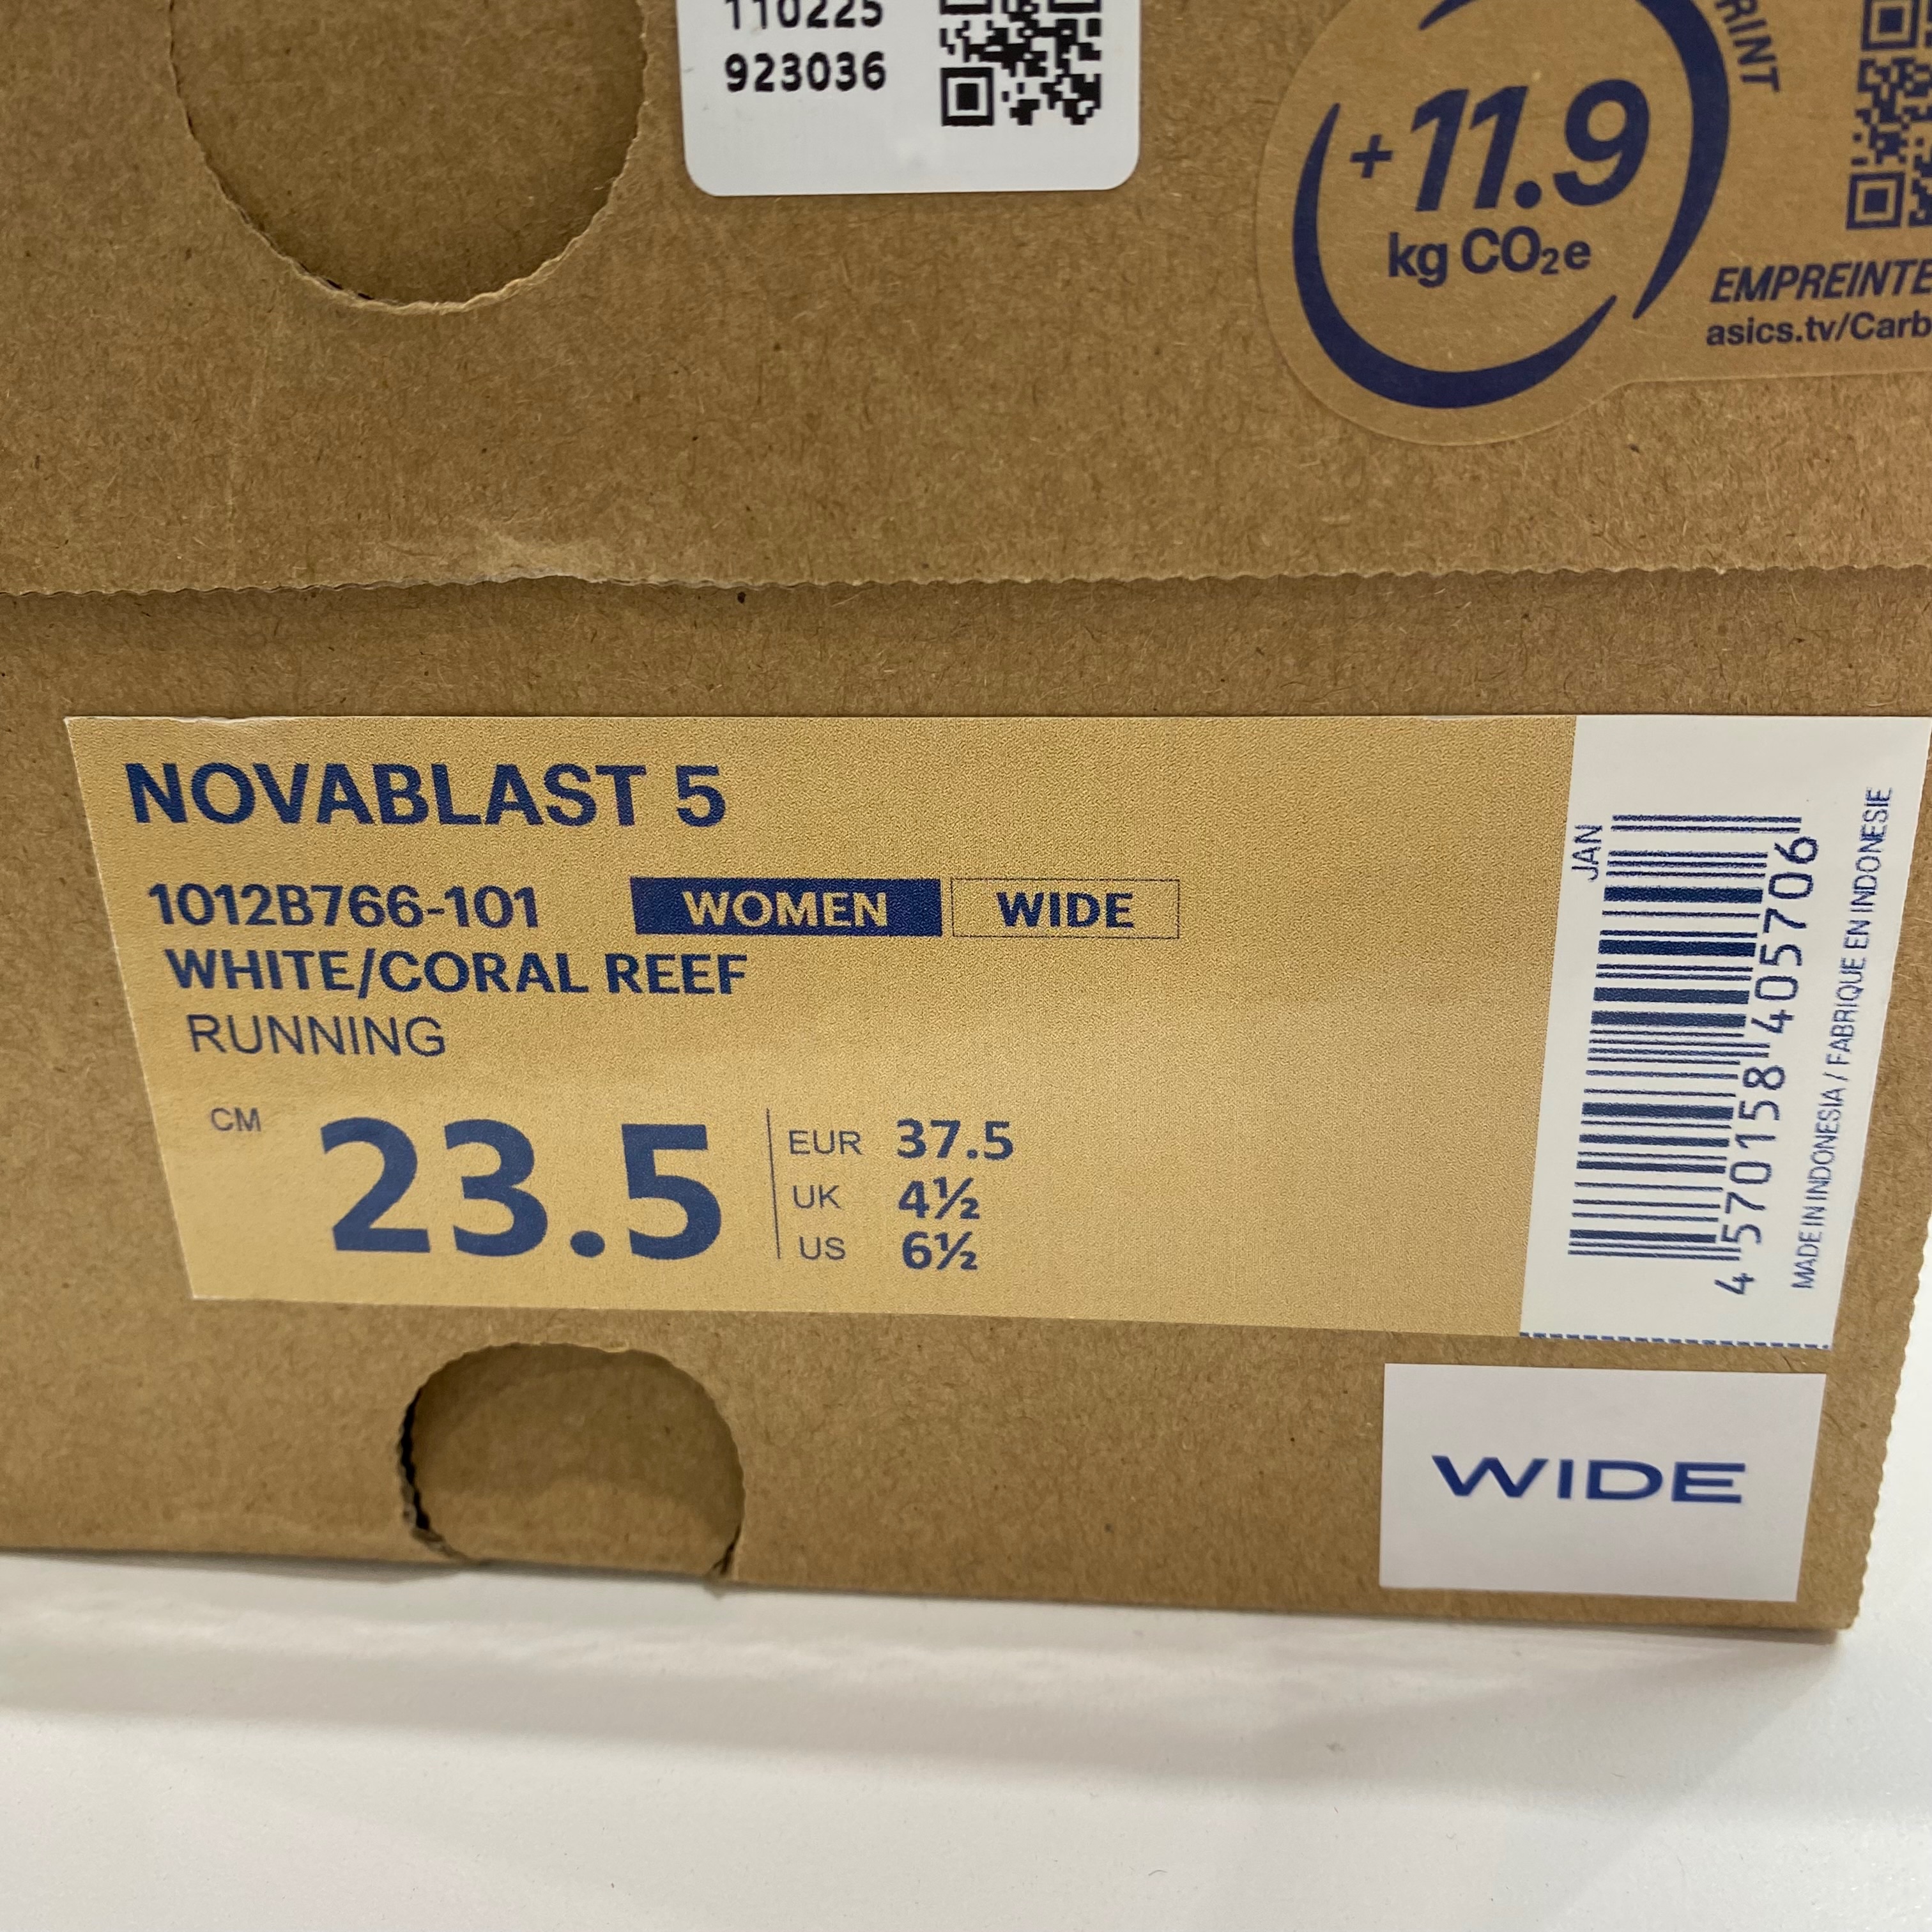 110225
923036
RINT
+11.9
kg CO₂e
EMPREINTE
asics.tv/Carb
NOVABLAST 5
1012B766-101 WOMEN WIDE
WHITE/CORAL REEF
RUNNING
CM 23.5
EUR 37.5
UK 4½
US 6½
JAN
4 570158 405706
MADE IN INDONESIA / FABRIQUE EN INDONESIE
WIDE